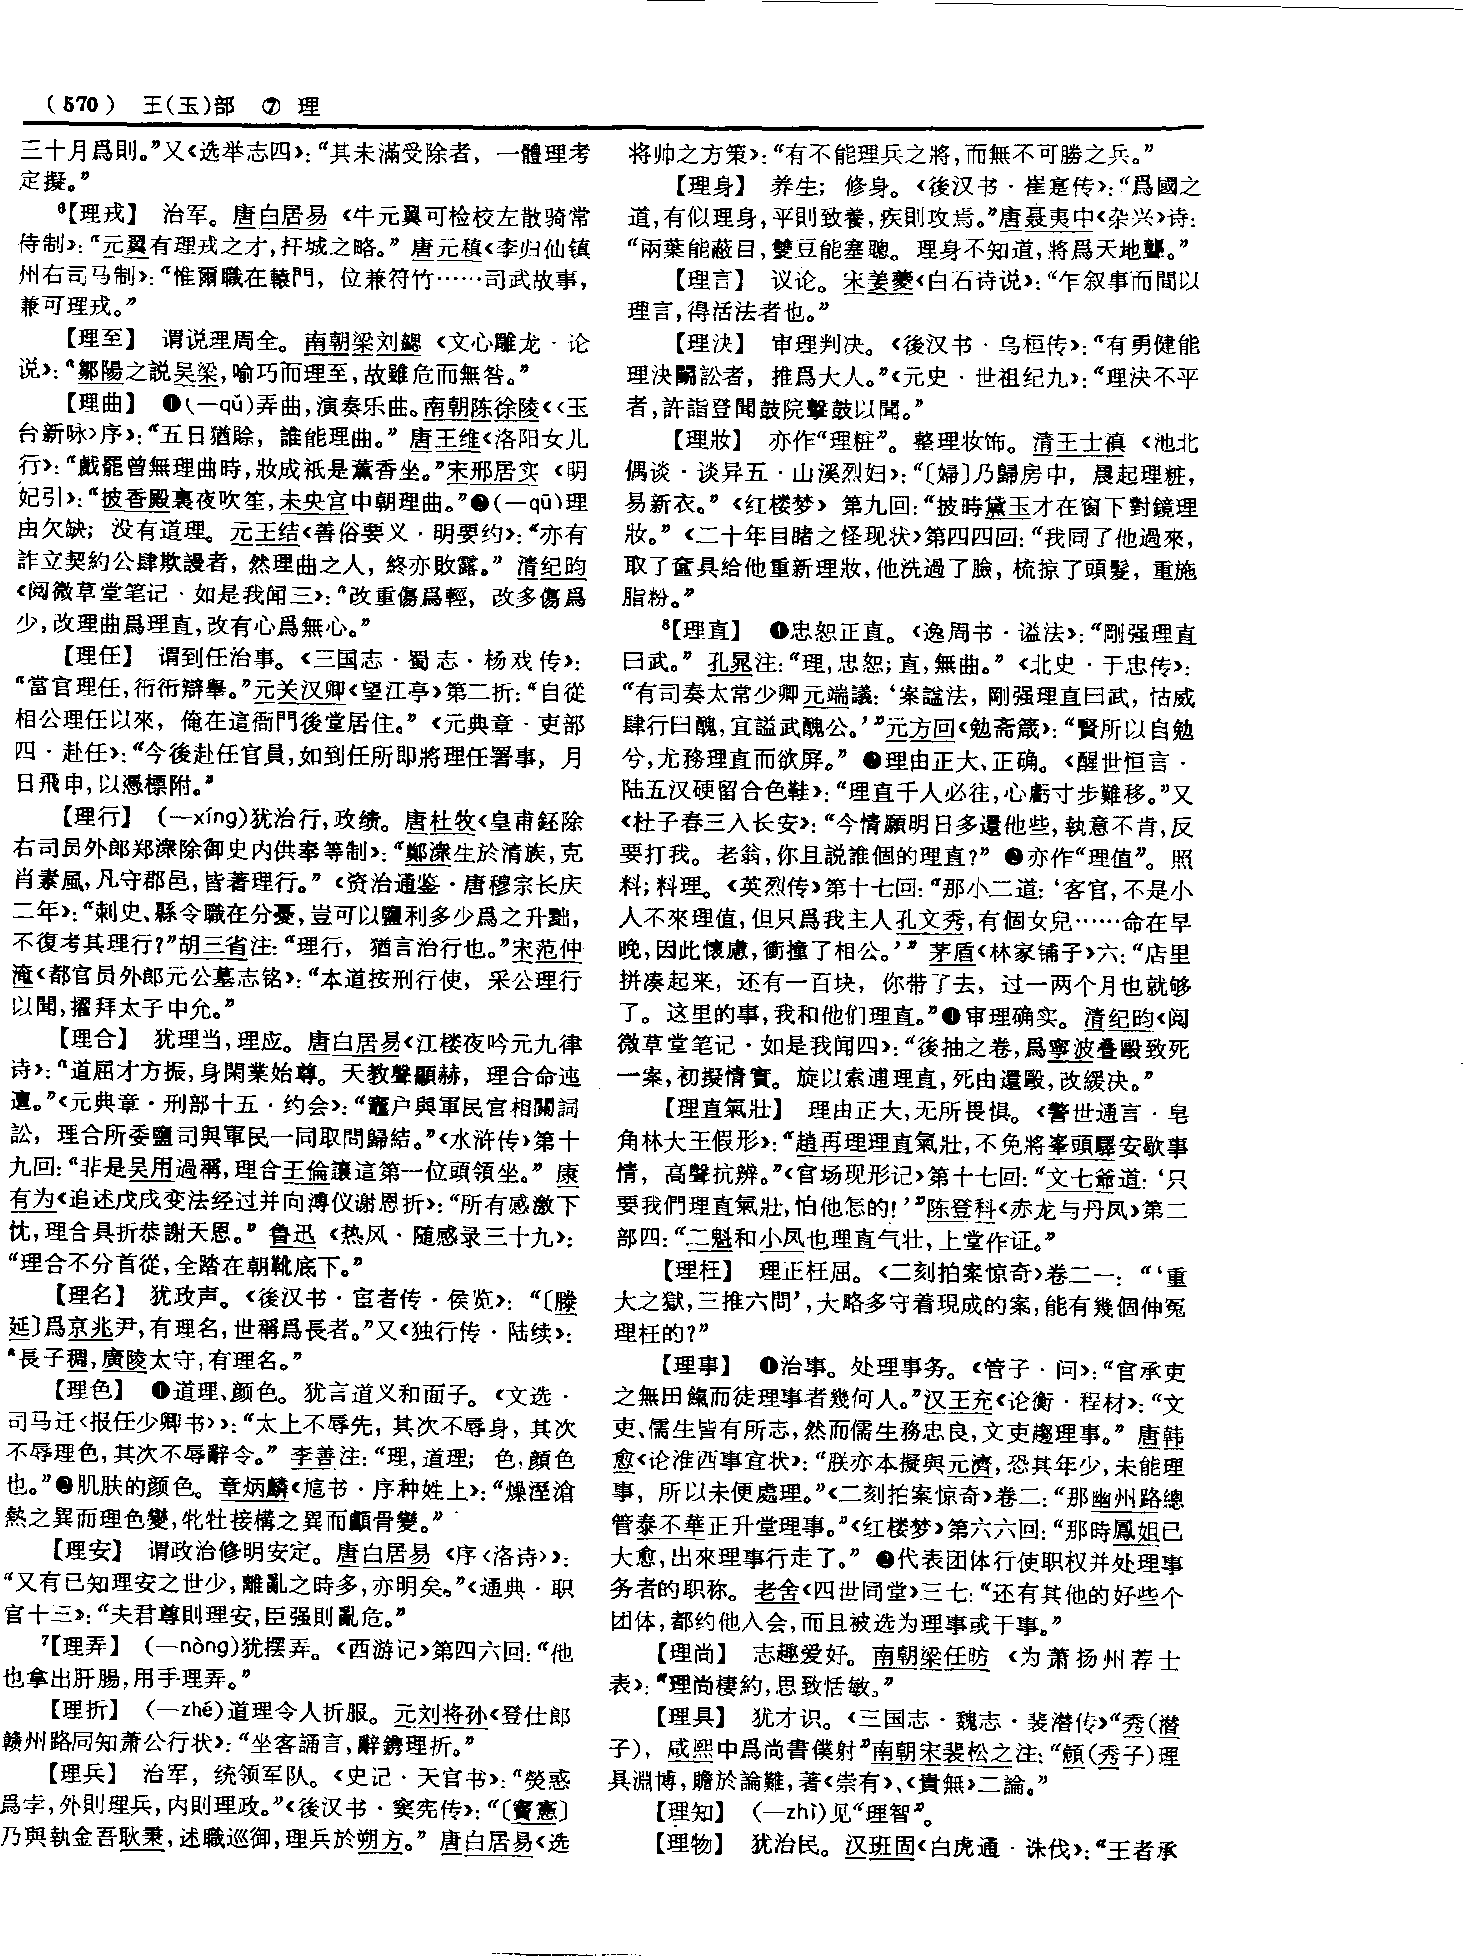 (570) 王(玉)部 ⑦ 理
三十月爲則。”又《选举志四》：“其未滿受除者，一體理考
定擬。”
⁶【理戎】 治军。唐白居易《牛元翼可检校左散骑常
侍制》：“元翼有理戎之才，扞城之略。”唐元稹《李归仙镇
州右司马制》：“惟爾職在轅門，位兼符竹……司武故事，
兼可理戎。”
【理至】 谓说理周全。南朝梁刘勰《文心雕龙·论
说》：“鄒陽之說吴梁，喻巧而理至，故雖危而無咎。”
【理曲】 ❶(—qǔ)弄曲，演奏乐曲。南朝陈徐陵《〈玉
台新咏〉序》：“五日猶賒，誰能理曲。”唐王维《洛阳女儿
行》：“戲罷曾無理曲時，妝成祇是薰香坐。”宋邢居实《明
妃引》：“披香殿裏夜吹笙，未央宫中朝理曲。”❷(—qū)理
由欠缺；没有道理。元王结《善俗要义·明要约》：“亦有
詐立契約公肆欺謾者，然理曲之人，終亦敗露。”清纪昀
《阅微草堂笔记·如是我闻三》：“改重傷爲輕，改多傷爲
少，改理曲爲理直，改有心爲無心。”
【理任】 谓到任治事。《三国志·蜀志·杨戏传》：
“當官理任，衎衎辯舉。”元关汉卿《望江亭》第二折：“自從
相公理任以來，俺在這衙門後堂居住。”《元典章·吏部
四·赴任》：“今後赴任官員，如到任所即將理任署事，月
日飛申，以憑標附。”
【理行】 (—xíng)犹治行，政绩。唐杜牧《皇甫鉟除
右司员外郎郑潨除御史内供奉等制》：“鄭潨生於清族，克
肖素風，凡守郡邑，皆著理行。”《资治通鉴·唐穆宗长庆
二年》：“刺史、縣令職在分憂，豈可以鹽利多少爲之升黜，
不復考其理行？”胡三省注：“理行，猶言治行也。”宋范仲
淹《都官员外郎元公墓志铭》：“本道按刑行使，采公理行
以聞，擢拜太子中允。”
【理合】 犹理当，理应。唐白居易《江楼夜吟元九律
诗》：“道屈才方振，身閑業始尊。天教聲顯赫，理合命迍
邅。”《元典章·刑部十五·约会》：“竈户與軍民官相關詞
訟，理合所委鹽司與軍民一同取問歸結。”《水浒传》第十
九回：“非是吴用過稱，理合王倫讓這第一位頭領坐。”康
有为《追述戊戌变法经过并向溥仪谢恩折》：“所有感激下
忱，理合具折恭謝天恩。”鲁迅《热风·随感录三十九》：
“理合不分首從，全踏在朝靴底下。”
【理名】 犹政声。《後汉书·宦者传·侯览》：“〔滕
延〕爲京兆尹，有理名，世稱爲長者。”又《独行传·陆续》：
“長子稠，廣陵太守，有理名。”
【理色】 ❶道理、颜色。犹言道义和面子。《文选·
司马迁〈报任少卿书〉》：“太上不辱先，其次不辱身，其次
不辱理色，其次不辱辭令。”李善注：“理，道理；色，顔色
也。”❷肌肤的颜色。章炳麟《訄书·序种姓上》：“燥溼滄
熱之異而理色變，牝牡接構之異而顱骨變。”
【理安】 谓政治修明安定。唐白居易《序〈洛诗〉》：
“又有已知理安之世少，離亂之時多，亦明矣。”《通典·职
官十三》：“夫君尊則理安，臣强則亂危。”
⁷【理弄】 (—nòng)犹摆弄。《西游记》第四六回：“他
也拿出肝腸，用手理弄。”
【理折】 (—zhé)道理令人折服。元刘将孙《登仕郎
赣州路同知萧公行状》：“坐客誦言，辭鎸理折。”
【理兵】 治军，统领军队。《史记·天官书》：“熒惑
爲孛，外則理兵，内則理政。”《後汉书·窦宪传》：“〔竇憲〕
乃與執金吾耿秉，述職巡御，理兵於朔方。”唐白居易《选
将帅之方策》：“有不能理兵之將，而無不可勝之兵。”
【理身】 养生；修身。《後汉书·崔寔传》：“爲國之
道，有似理身，平則致養，疾則攻焉。”唐聂夷中《杂兴》诗：
“兩葉能蔽目，雙豆能塞聰。理身不知道，將爲天地聾。”
【理言】 议论。宋姜夔《白石诗说》：“乍叙事而間以
理言，得活法者也。”
【理決】 审理判决。《後汉书·乌桓传》：“有勇健能
理決鬭訟者，推爲大人。”《元史·世祖纪九》：“理決不平
者，許詣登聞鼓院擊鼓以聞。”
【理妝】 亦作“理粧”。整理妆饰。清王士禛《池北
偶谈·谈异五·山溪烈妇》：“〔婦〕乃歸房中，晨起理粧，
易新衣。”《红楼梦》第九回：“彼時黛玉才在窗下對鏡理
妝。”《二十年目睹之怪现状》第四四回：“我同了他過來，
取了奩具給他重新理妝，他洗過了臉，梳掠了頭髮，重施
脂粉。”
⁸【理直】 ❶忠恕正直。《逸周书·谥法》：“剛强理直
曰武。”孔晁注：“理，忠恕；直，無曲。”《北史·于忠传》：
“有司奏太常少卿元端議：‘案謚法，剛强理直曰武，怙威
肆行曰醜，宜謚武醜公。’”元方回《勉斋箴》：“賢所以自勉
兮，尤務理直而欲屏。”❷理由正大、正确。《醒世恒言·
陆五汉硬留合色鞋》：“理直千人必往，心虧寸步難移。”又
《杜子春三入长安》：“今情願明日多還他些，執意不肯，反
要打我。老翁，你且説誰個的理直？”❸亦作“理值”。照
料；料理。《英烈传》第十七回：“那小二道：‘客官，不是小
人不來理值，但只爲我主人孔文秀，有個女兒……命在早
晚，因此懷慮，衝撞了相公。’”茅盾《林家铺子》六：“店里
拼凑起来，还有一百块，你带了去，过一两个月也就够
了。这里的事，我和他们理直。”❹审理确实。清纪昀《阅
微草堂笔记·如是我闻四》：“後抽之卷，爲寧波疊毆致死
一案，初擬情實。旋以索逋理直，死由還毆，改緩决。”
【理直氣壯】 理由正大，无所畏惧。《警世通言·皂
角林大王假形》：“趙再理理直氣壯，不免將峯頭驛安歇事
情，高聲抗辨。”《官场现形记》第十七回：“文七爺道：‘只
要我們理直氣壯，怕他怎的！’”陈登科《赤龙与丹凤》第二
部四：“二魁和小凤也理直气壮，上堂作证。”
【理枉】 理正枉屈。《二刻拍案惊奇》卷二一：“‘重
大之獄，三推六問’，大略多守着現成的案，能有幾個伸冤
理枉的？”
【理事】 ❶治事。处理事务。《管子·问》：“官承吏
之無田餼而徒理事者幾何人。”汉王充《论衡·程材》：“文
吏、儒生皆有所志，然而儒生務忠良，文吏趨理事。”唐韩
愈《论淮西事宜状》：“朕亦本擬與元濟，恐其年少，未能理
事，所以未便處理。”《二刻拍案惊奇》卷二：“那幽州路總
管泰不華正升堂理事。”《红楼梦》第六六回：“那時鳳姐已
大愈，出來理事行走了。”❷代表团体行使职权并处理事
务者的职称。老舍《四世同堂》三七：“还有其他的好些个
团体，都约他入会，而且被选为理事或干事。”
【理尚】 志趣爱好。南朝梁任昉《为萧扬州荐士
表》：“理尚棲約，思致恬敏。”
【理具】 犹才识。《三国志·魏志·裴潜传》“秀(潜
子)，咸熙中爲尚書僕射”南朝宋裴松之注：“頠(秀子)理
具淵博，贍於論難，著《崇有》、《貴無》二論。”
【理知】 (—zhì)见“理智”。
【理物】 犹治民。汉班固《白虎通·诛伐》：“王者承